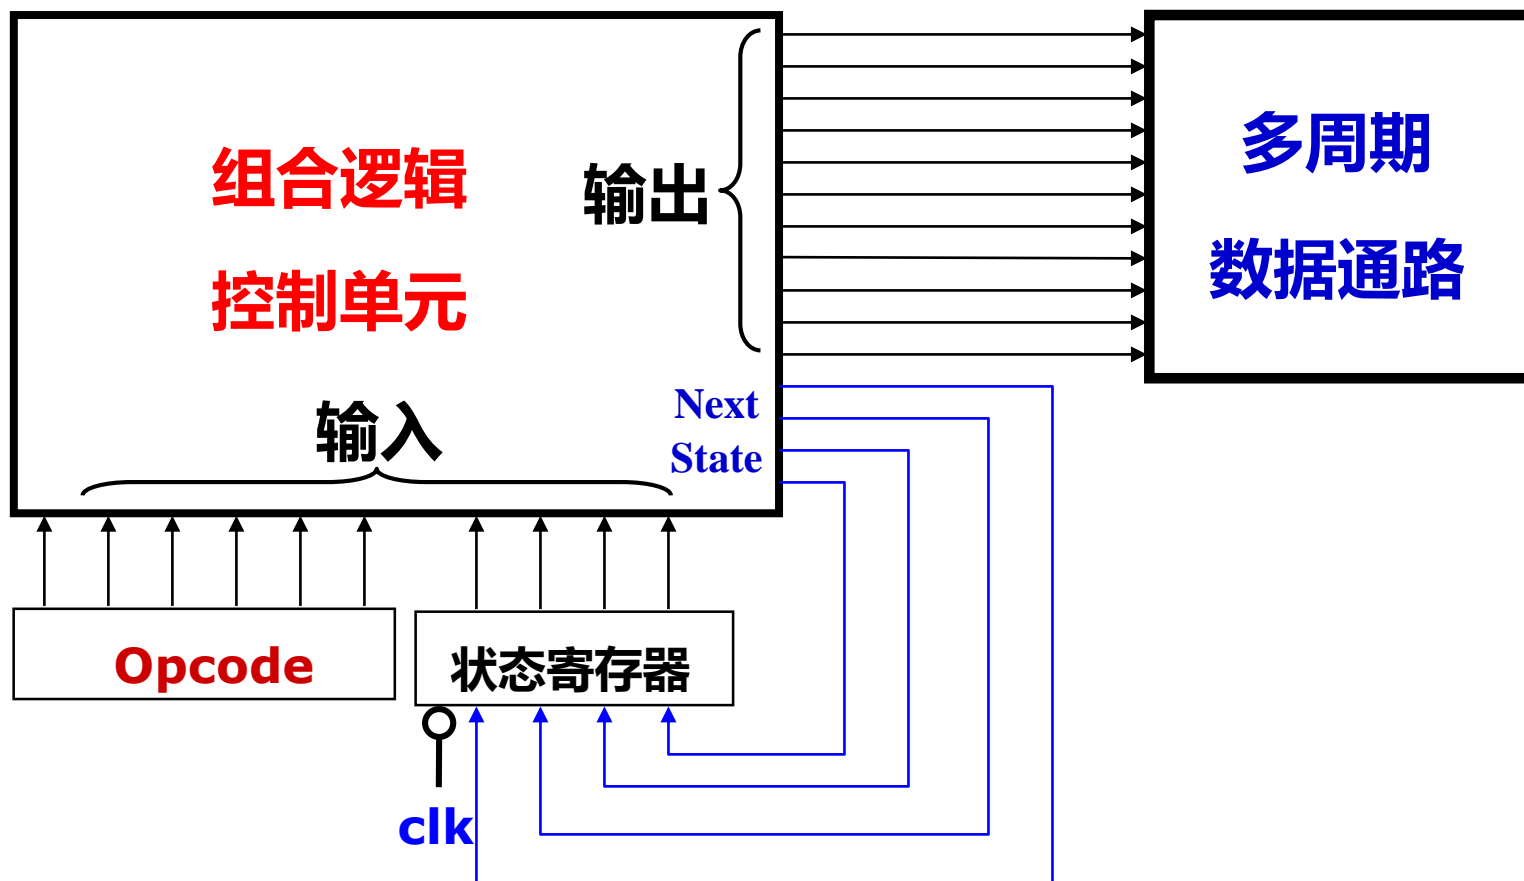 组合逻辑
控制单元
输出
多周期
数据通路
输入
Next
State
Opcode
状态寄存器
clk